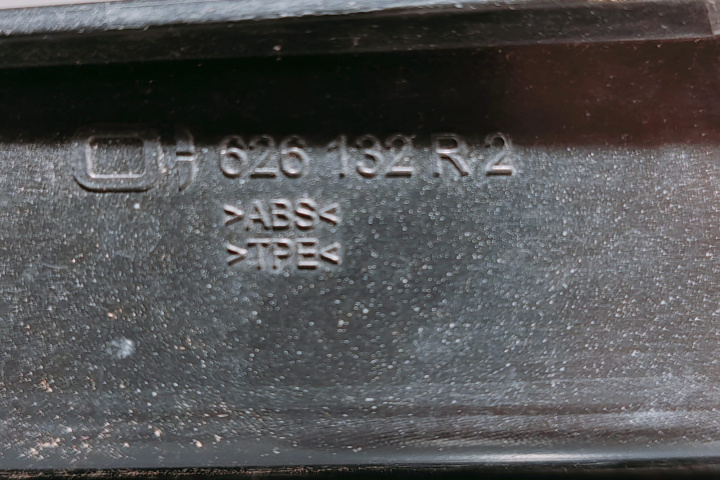 626 132 R 2
>ABS<
>TPE<